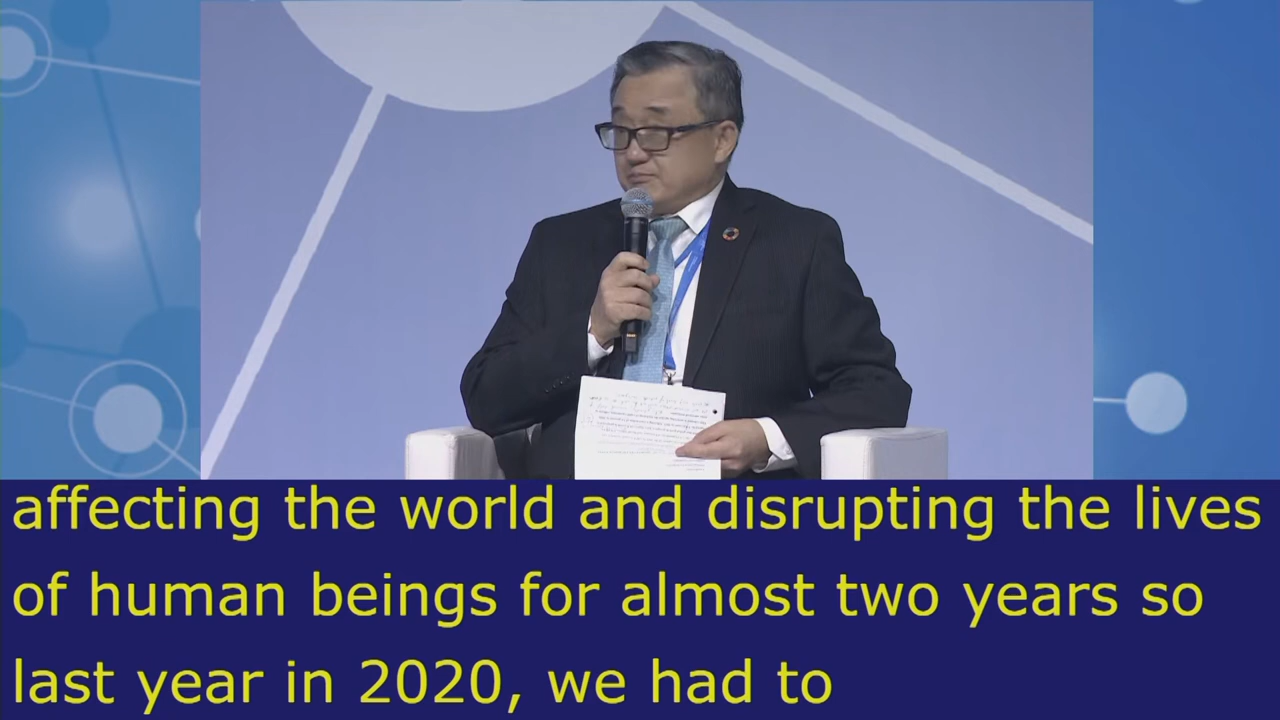 affecting the world and disrupting the lives
of human beings for almost two years so
last year in 2020, we had to